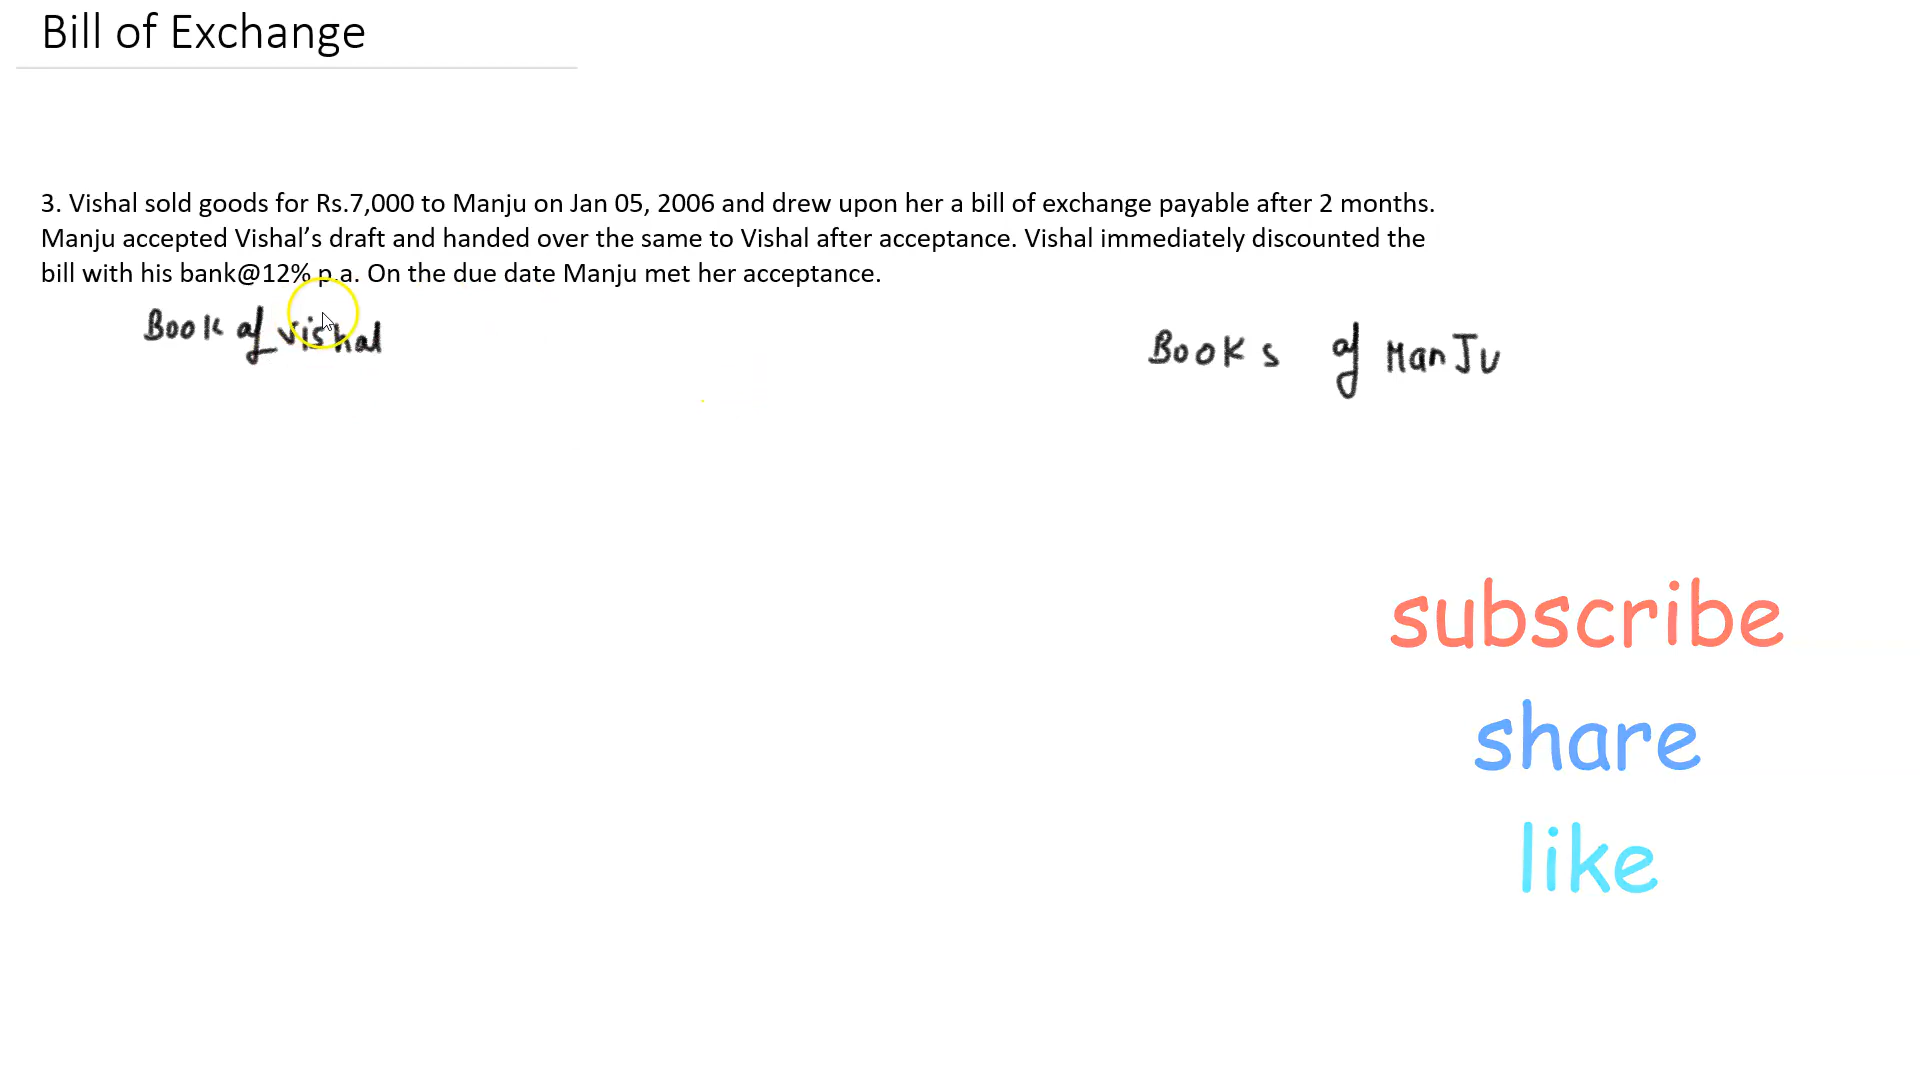 Bill of Exchange
3. Vishal sold goods for Rs.7,000 to Manju on Jan 05, 2006 and drew upon her a bill of exchange payable after 2 months.
Manju accepted Vishal’s draft and handed over the same to Vishal after acceptance. Vishal immediately discounted the
bill with his bank@12% p.a. On the due date Manju met her acceptance.
Book of Vishal
Books of ManJu
subscribe
share
like